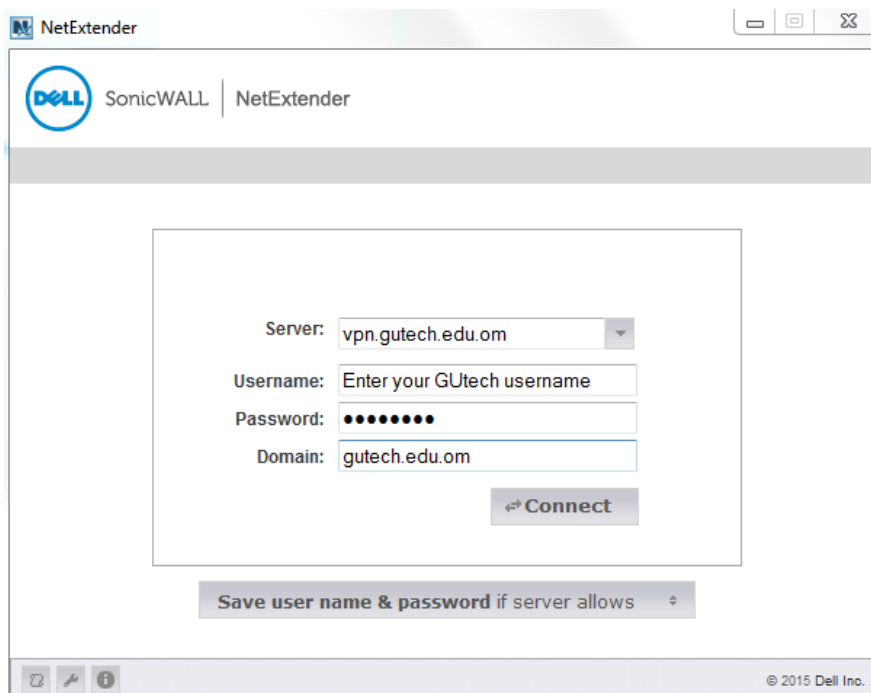 NetExtender
DELL SonicWALL | NetExtender
Server: vpn.gutech.edu.om
Username: Enter your GUtech username
Password: ●●●●●●●●
Domain: gutech.edu.om
Connect
Save user name & password if server allows
© 2015 Dell Inc.